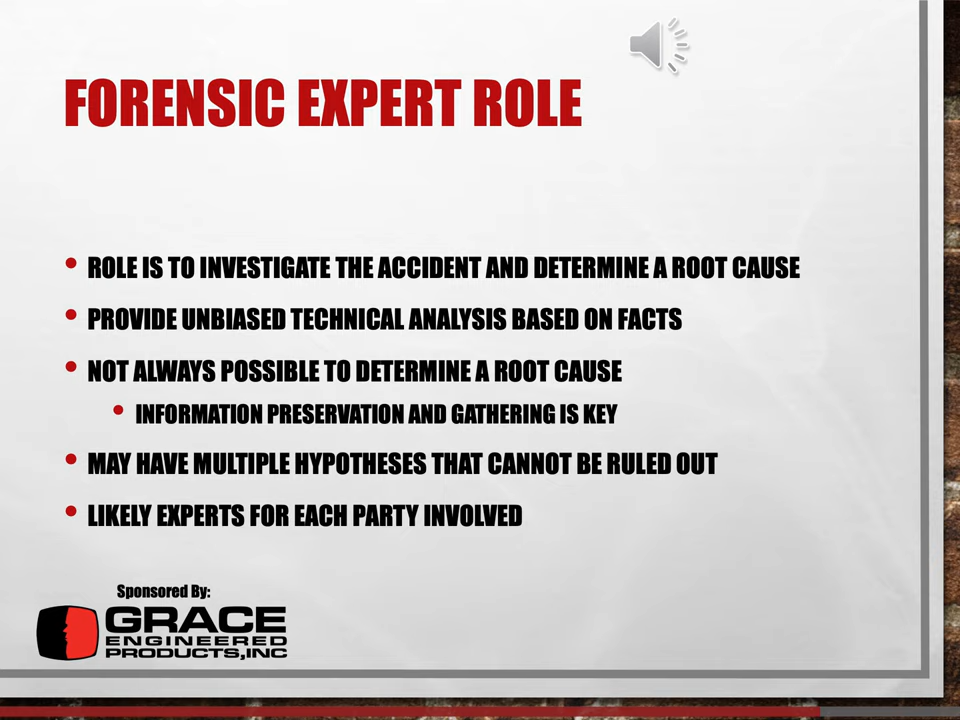 FORENSIC EXPERT ROLE
• ROLE IS TO INVESTIGATE THE ACCIDENT AND DETERMINE A ROOT CAUSE
• PROVIDE UNBIASED TECHNICAL ANALYSIS BASED ON FACTS
• NOT ALWAYS POSSIBLE TO DETERMINE A ROOT CAUSE
• INFORMATION PRESERVATION AND GATHERING IS KEY
• MAY HAVE MULTIPLE HYPOTHESES THAT CANNOT BE RULED OUT
• LIKELY EXPERTS FOR EACH PARTY INVOLVED
Sponsored By:
GRACE
ENGINEERED
PRODUCTS,INC